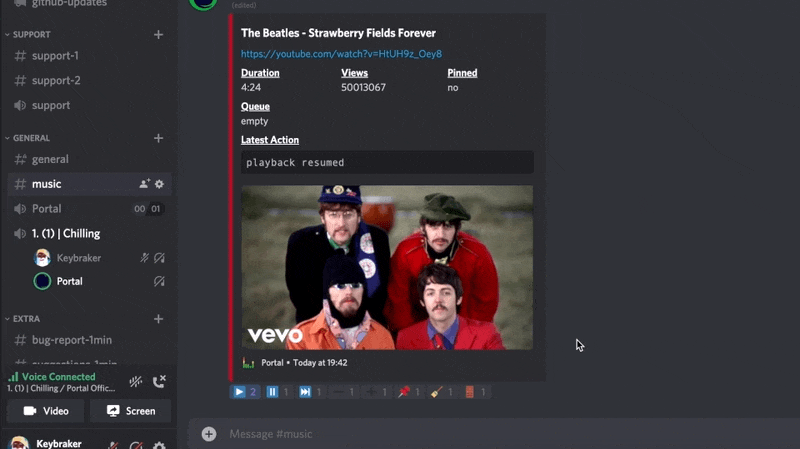 github-updates
SUPPORT
support-1
support-2
support
GENERAL
general
music
Portal 00 01
1. (1) | Chilling
Keybraker
Portal
EXTRA
bug-report-1min
suggestions-1min
Voice Connected
1. (1) | Chilling / Portal Offic...
Video Screen
Keybraker
(edited)
The Beatles - Strawberry Fields Forever
https://youtube.com/watch?v=HtUH9z_Oey8
Duration Views Pinned
4:24 50013067 no
Queue
empty
Latest Action
playback resumed
vevo
Portal • Today at 19:42
2 1 1 1 1 1 1 1
Message #music